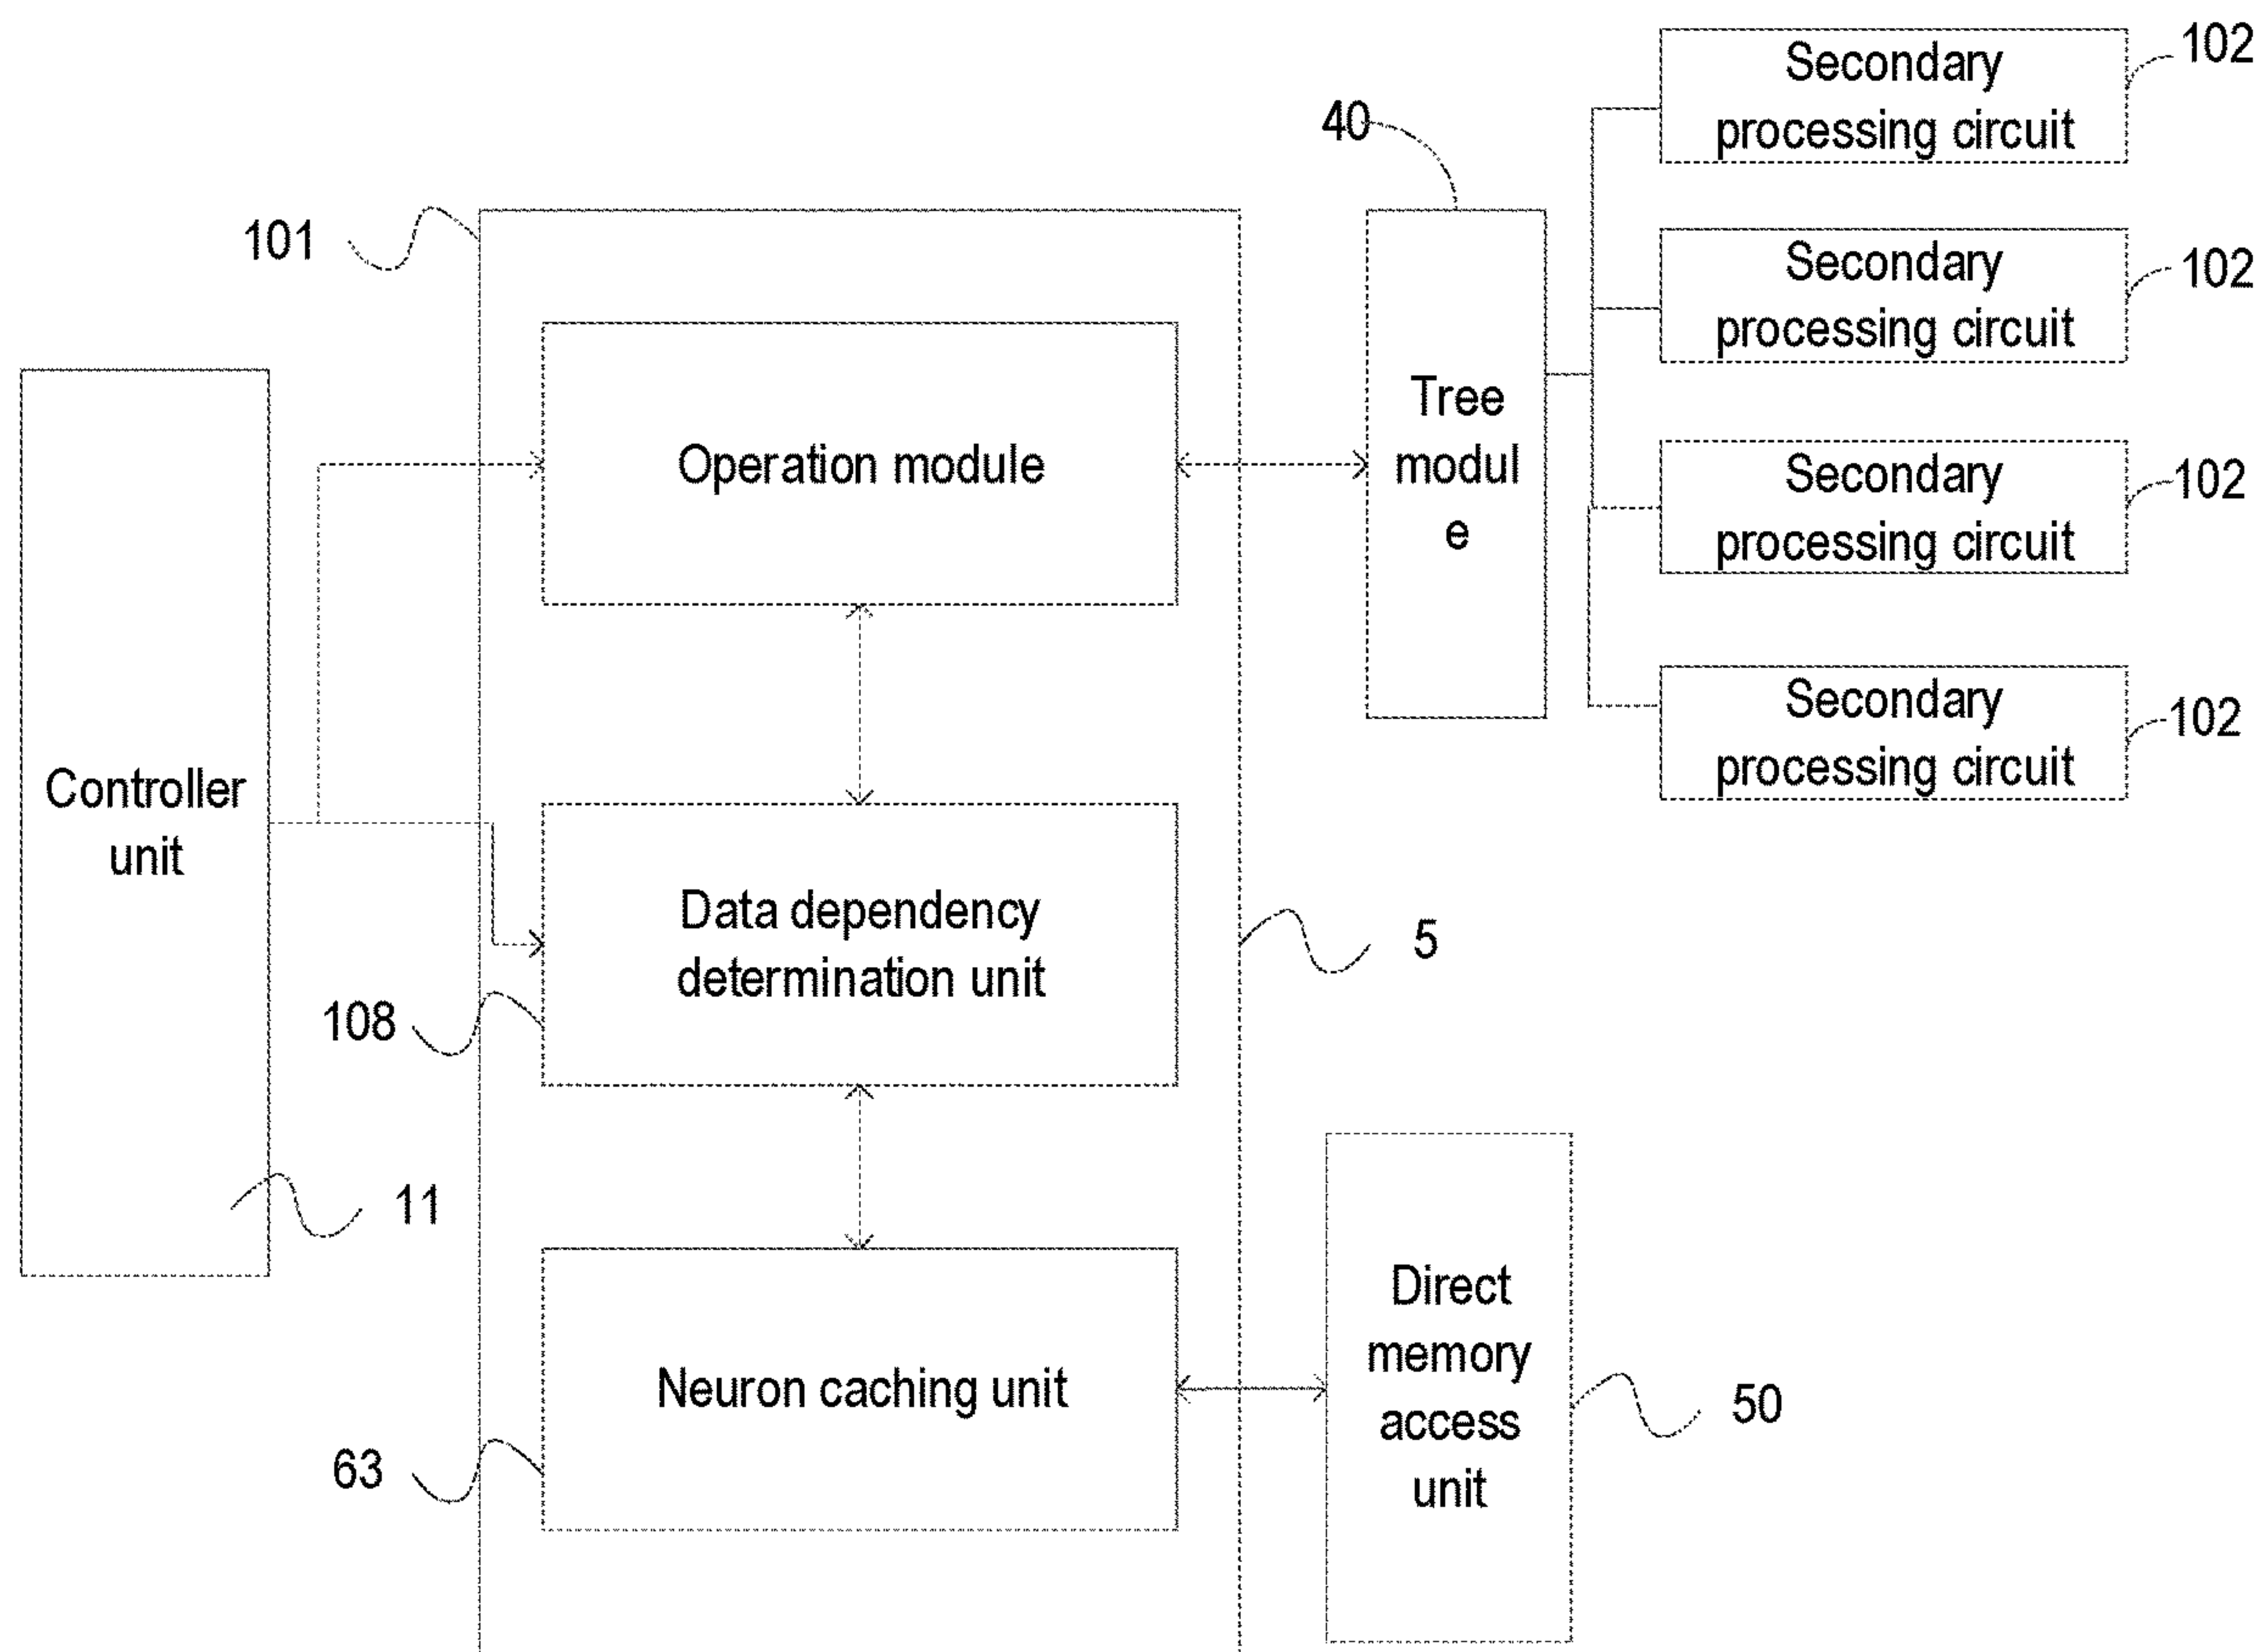 Secondary
processing circuit
102
40
101
Secondary
processing circuit
102
Tree
modul
e
Operation module
Secondary
processing circuit
102
Controller
unit
Secondary
processing circuit
102
Data dependency
determination unit
5
108
11
Direct
memory
access
unit
Neuron caching unit
50
63